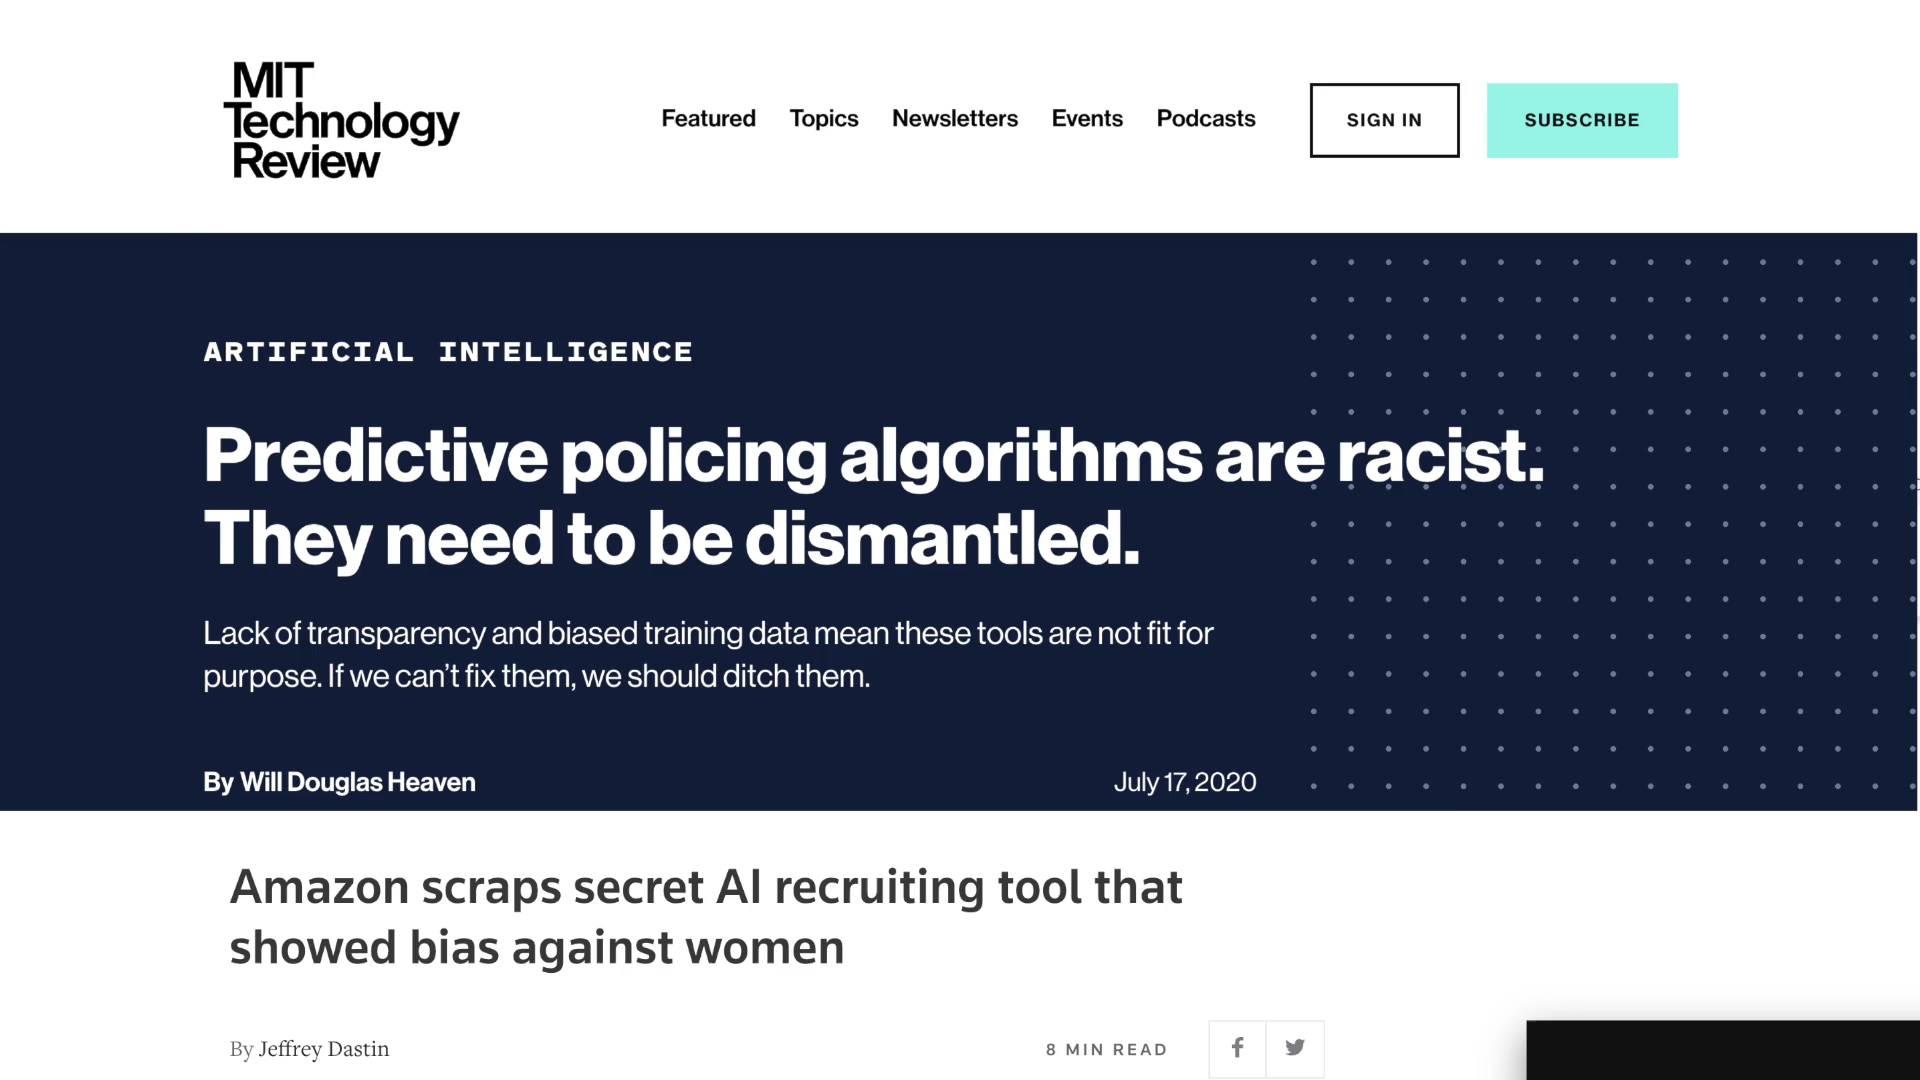 MIT
Technology
Review
Featured Topics Newsletters Events Podcasts SIGN IN SUBSCRIBE
ARTIFICIAL INTELLIGENCE
Predictive policing algorithms are racist.
They need to be dismantled.
Lack of transparency and biased training data mean these tools are not fit for
purpose. If we can’t fix them, we should ditch them.
By Will Douglas Heaven July 17, 2020
Amazon scraps secret AI recruiting tool that
showed bias against women
By Jeffrey Dastin 8 MIN READ